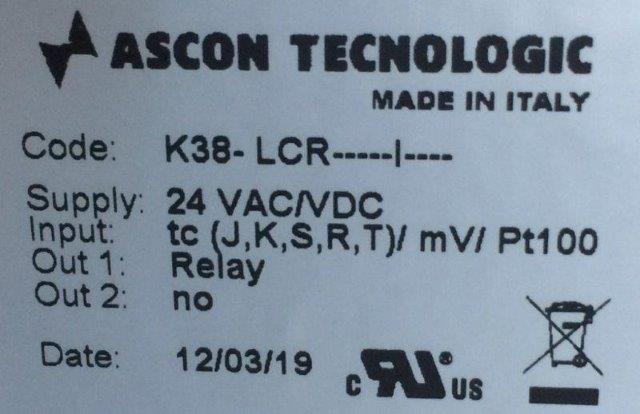 ASCON TECNOLOGIC
MADE IN ITALY
Code: K38- LCR-----|----
Supply: 24 VAC/VDC
Input: tc (J,K,S,R,T)/ mV/ Pt100
Out 1: Relay
Out 2: no
Date: 12/03/19
c RU® US